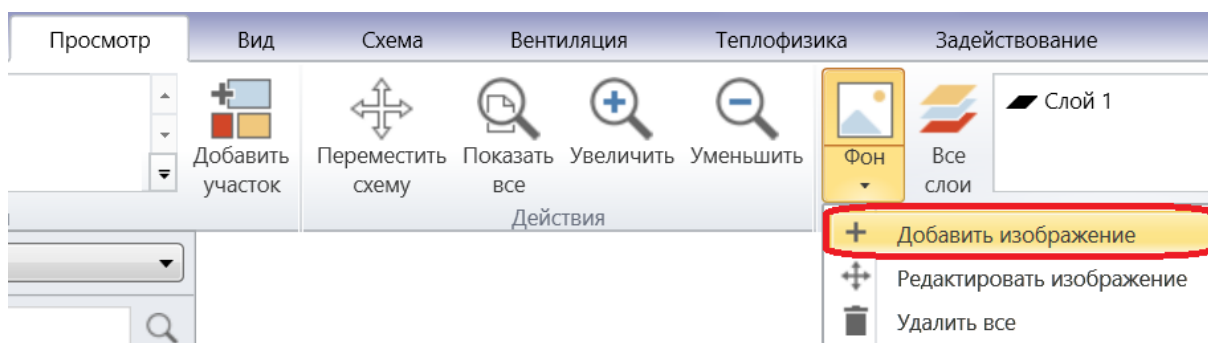 Просмотр Вид Схема Вентиляция Теплофизика Задействование
Добавить участок
Переместить схему
Показать все
Увеличить
Уменьшить
Действия
Фон
Все слои
Слой 1
Добавить изображение
Редактировать изображение
Удалить все